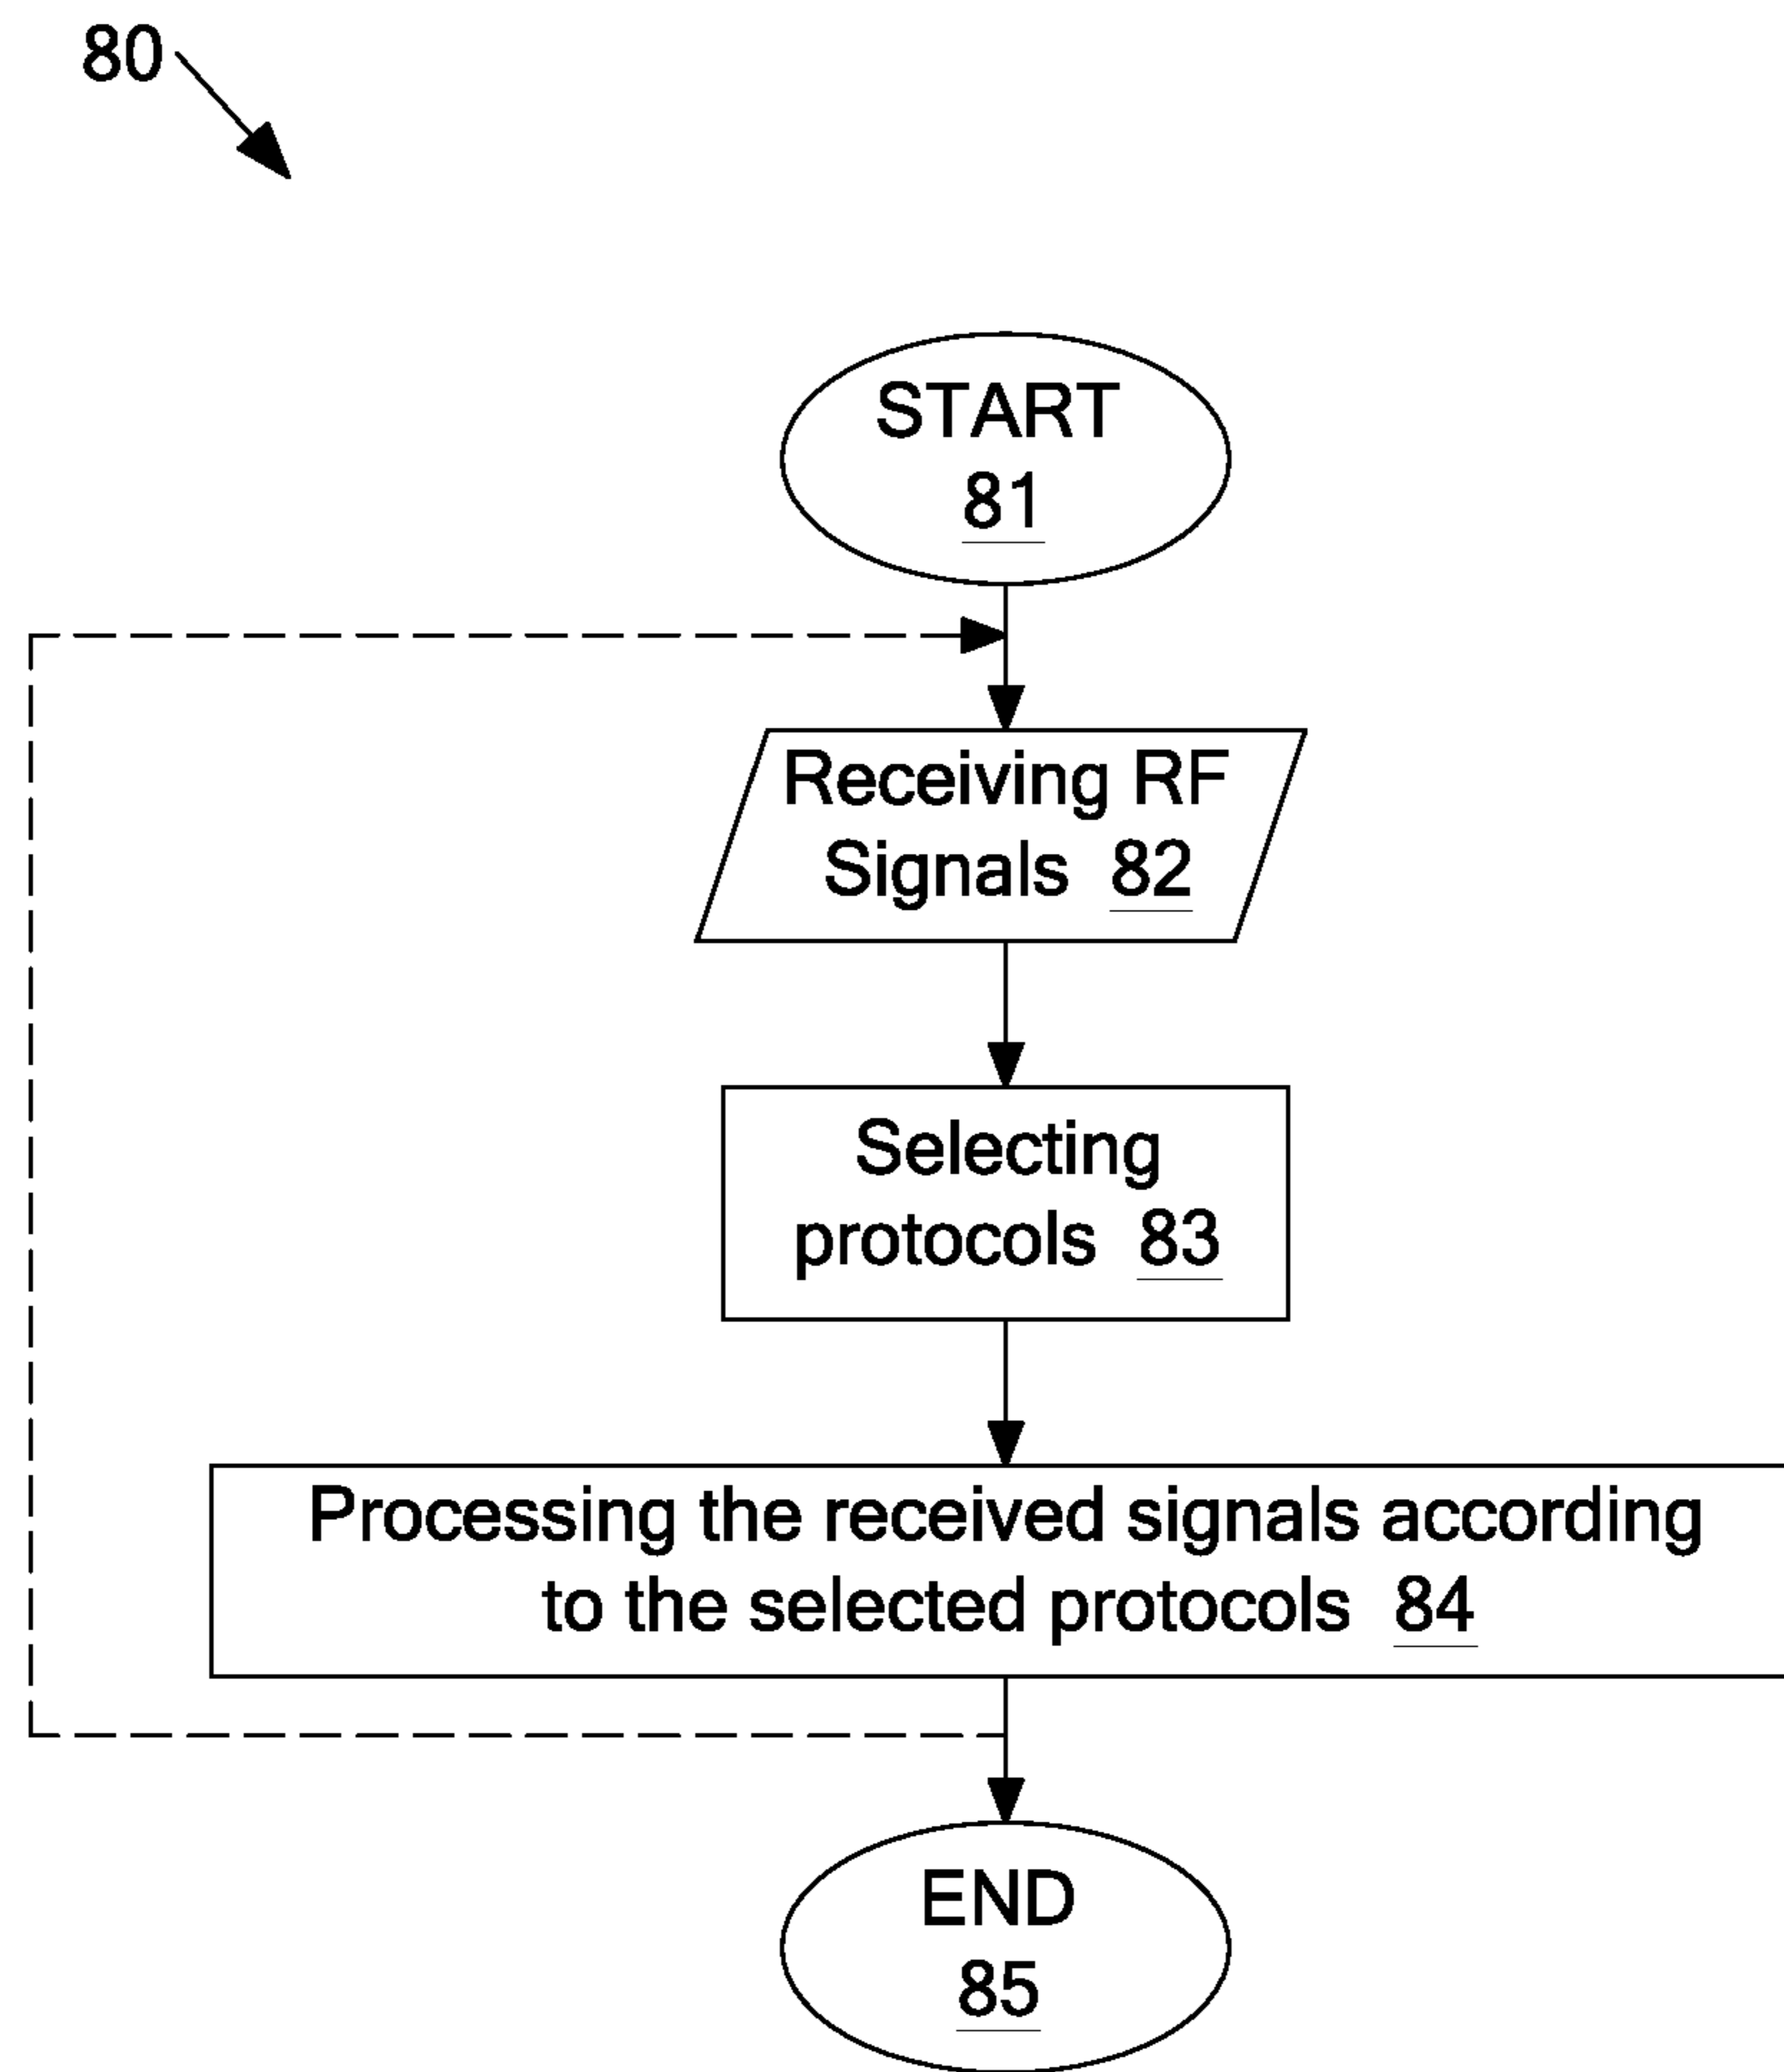 80
START
81
Receiving RF
Signals 82
Selecting
protocols 83
Processing the received signals according
to the selected protocols 84
END
85